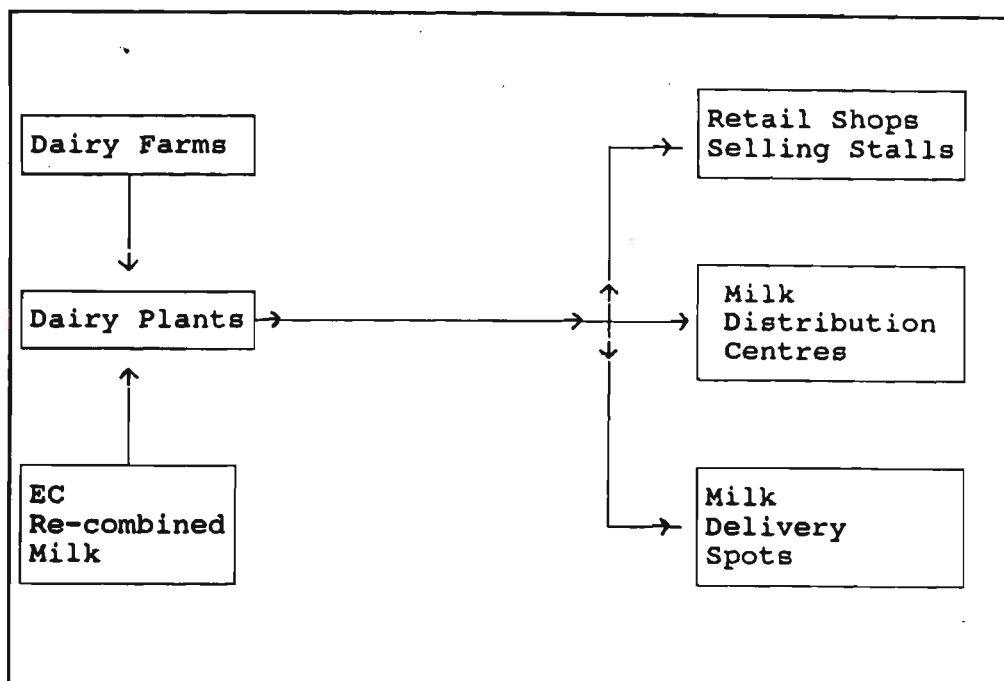 Dairy Farms
Dairy Plants
EC
Re-combined
Milk
Retail Shops
Selling Stalls
Milk
Distribution
Centres
Milk
Delivery
Spots